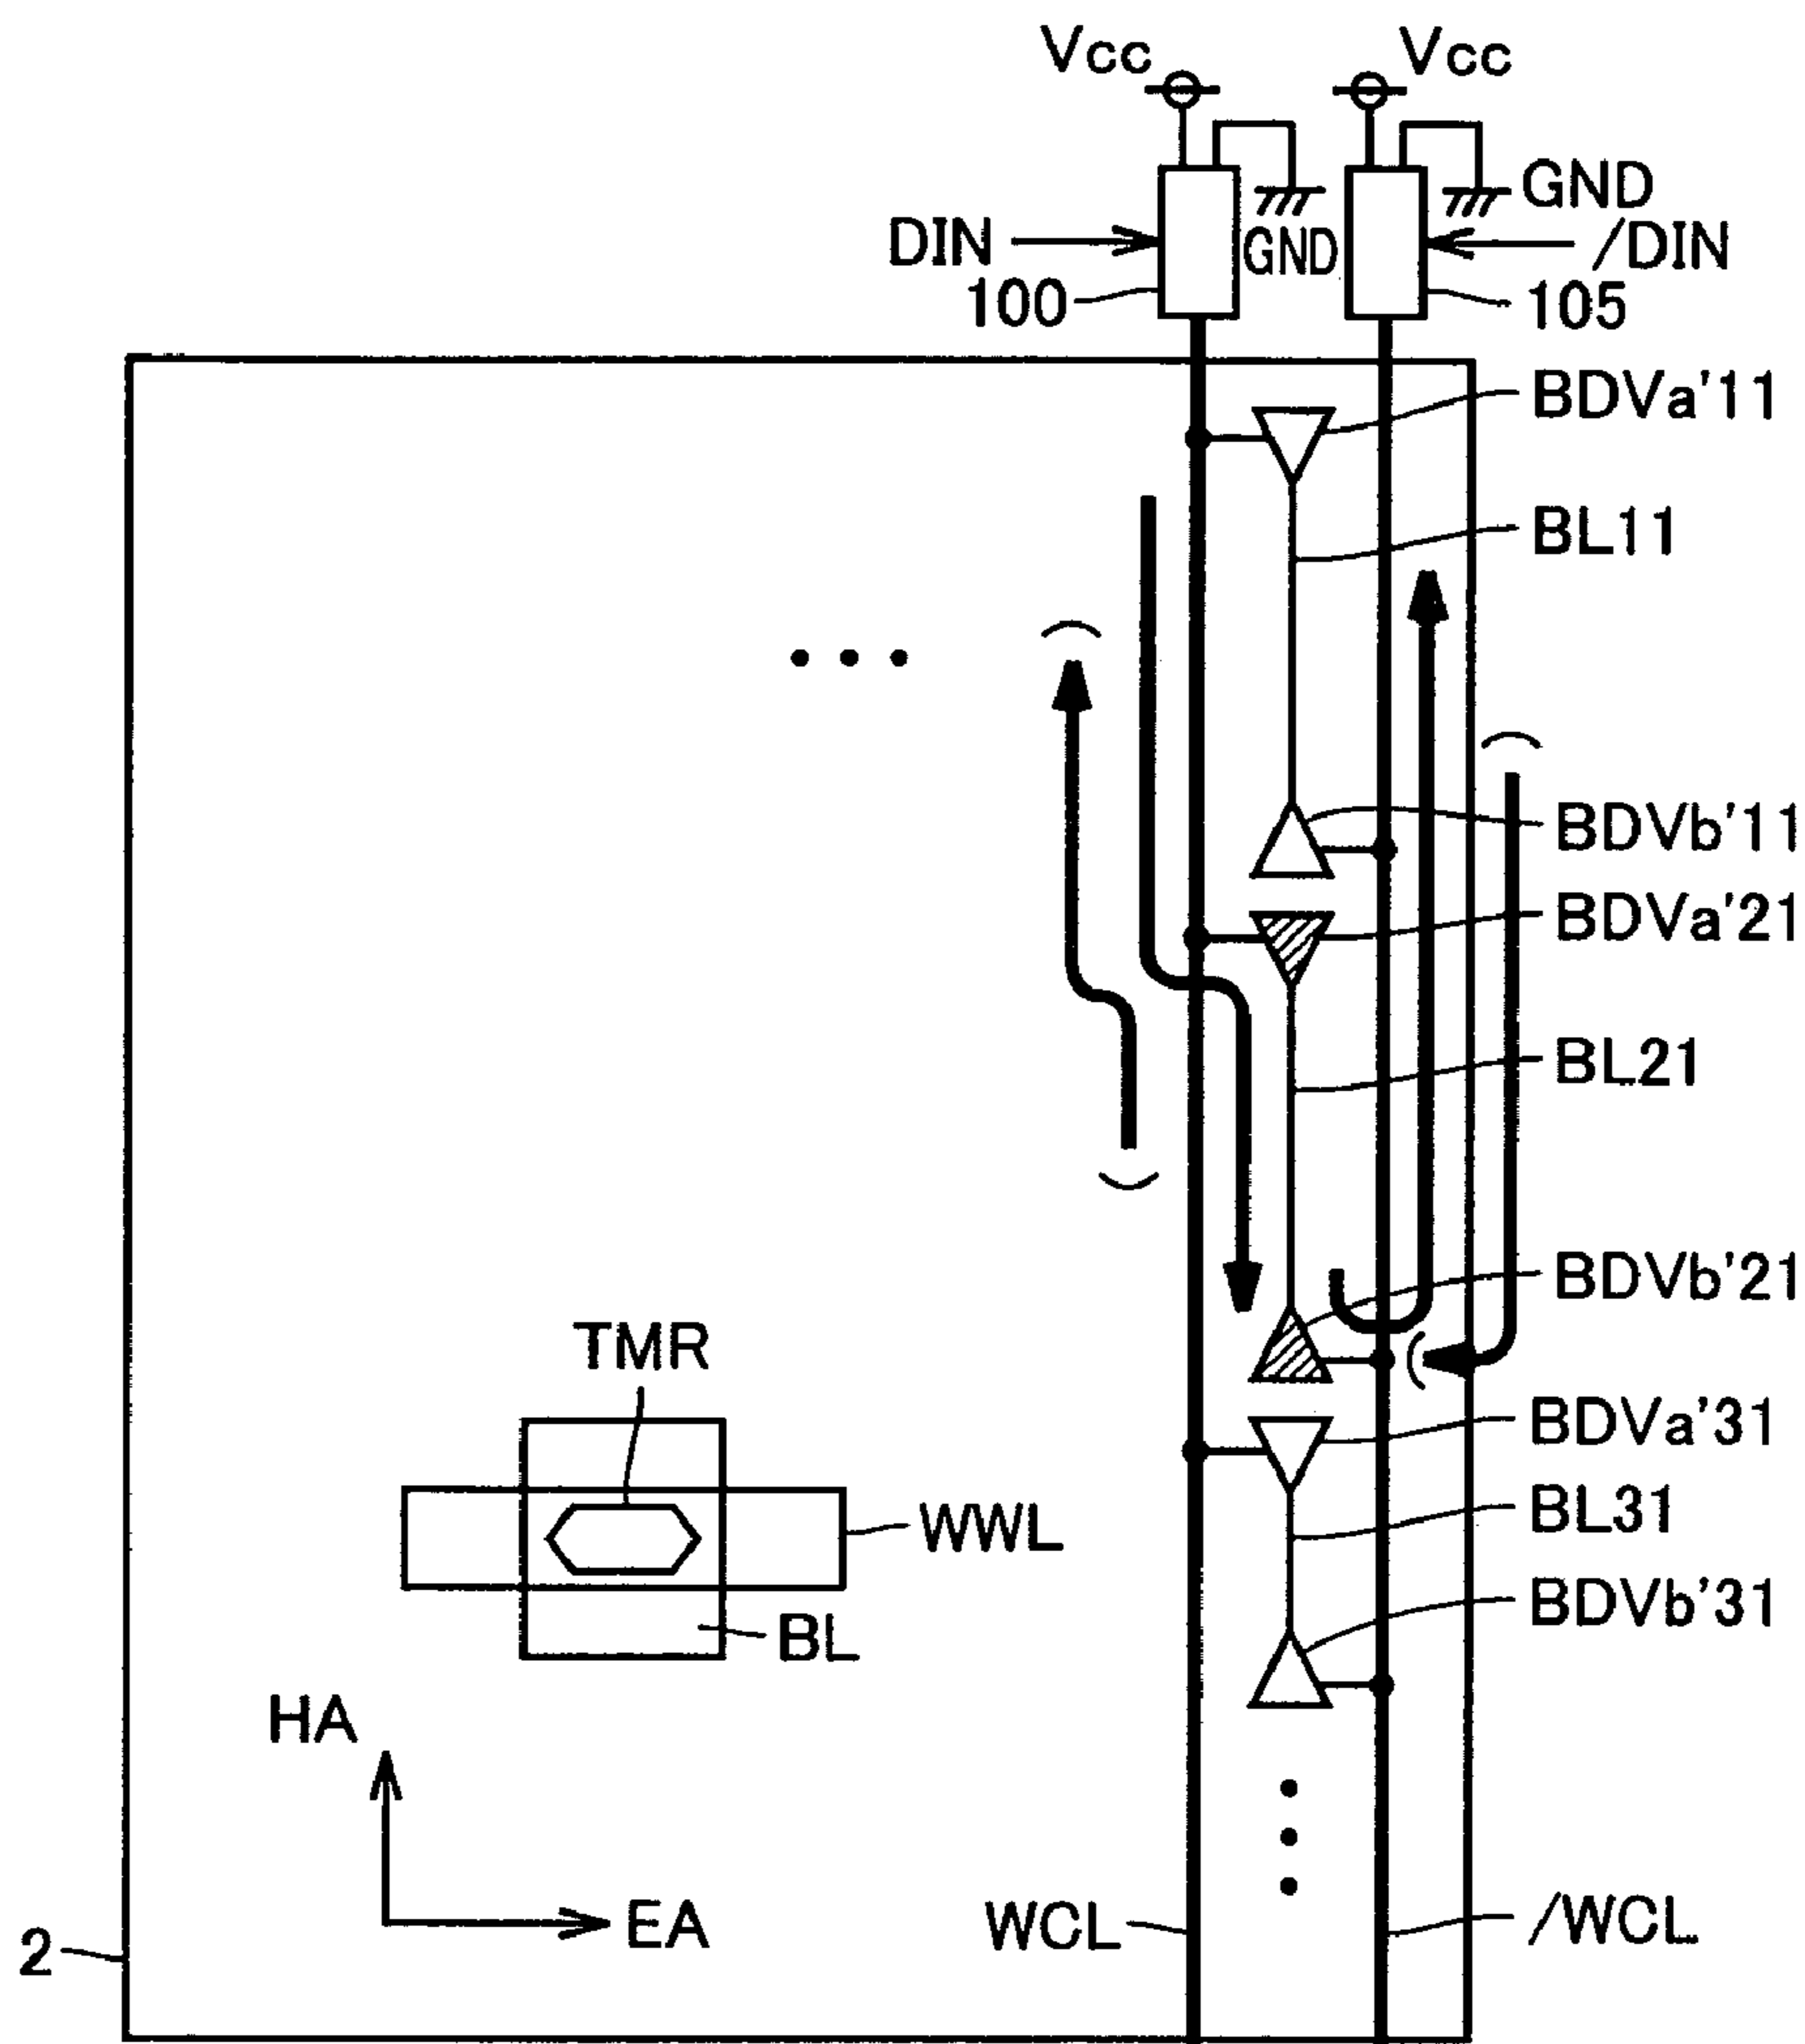 Vcc Vcc
GND
DIN GND /DIN
100 105
BDVa'11
BL11
BDVb'11
BDVa'21
BL21
BDVb'21
TMR
BDVa'31
BL31
WWL
BDVb'31
BL
HA
WCL /WCL
EA
2